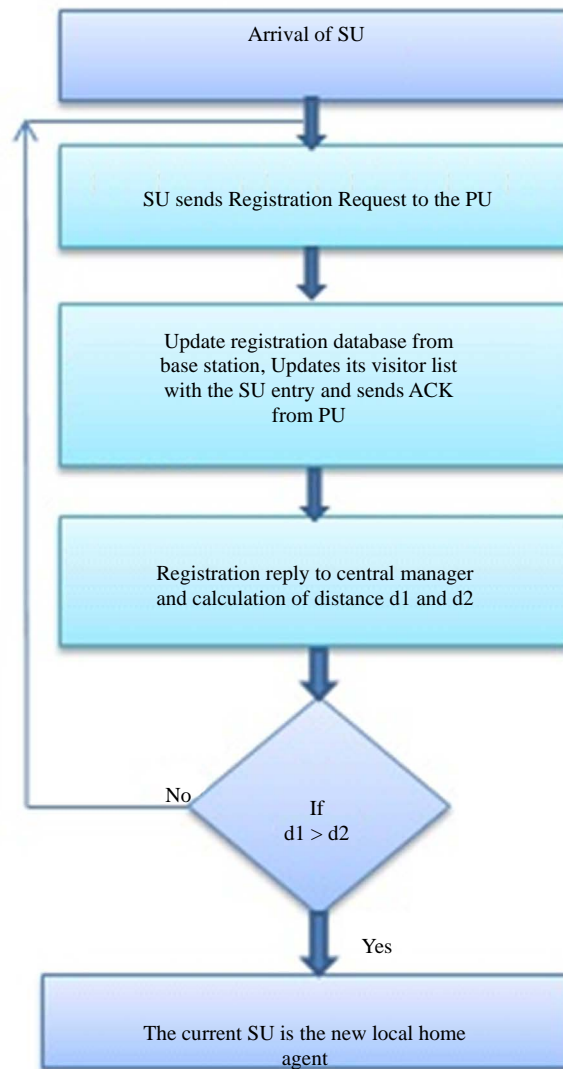 Arrival of SU
SU sends Registration Request to the PU
Update registration database from
base station, Updates its visitor list
with the SU entry and sends ACK
from PU
Registration reply to central manager
and calculation of distance d1 and d2
No
If
d1 > d2
Yes
The current SU is the new local home
agent